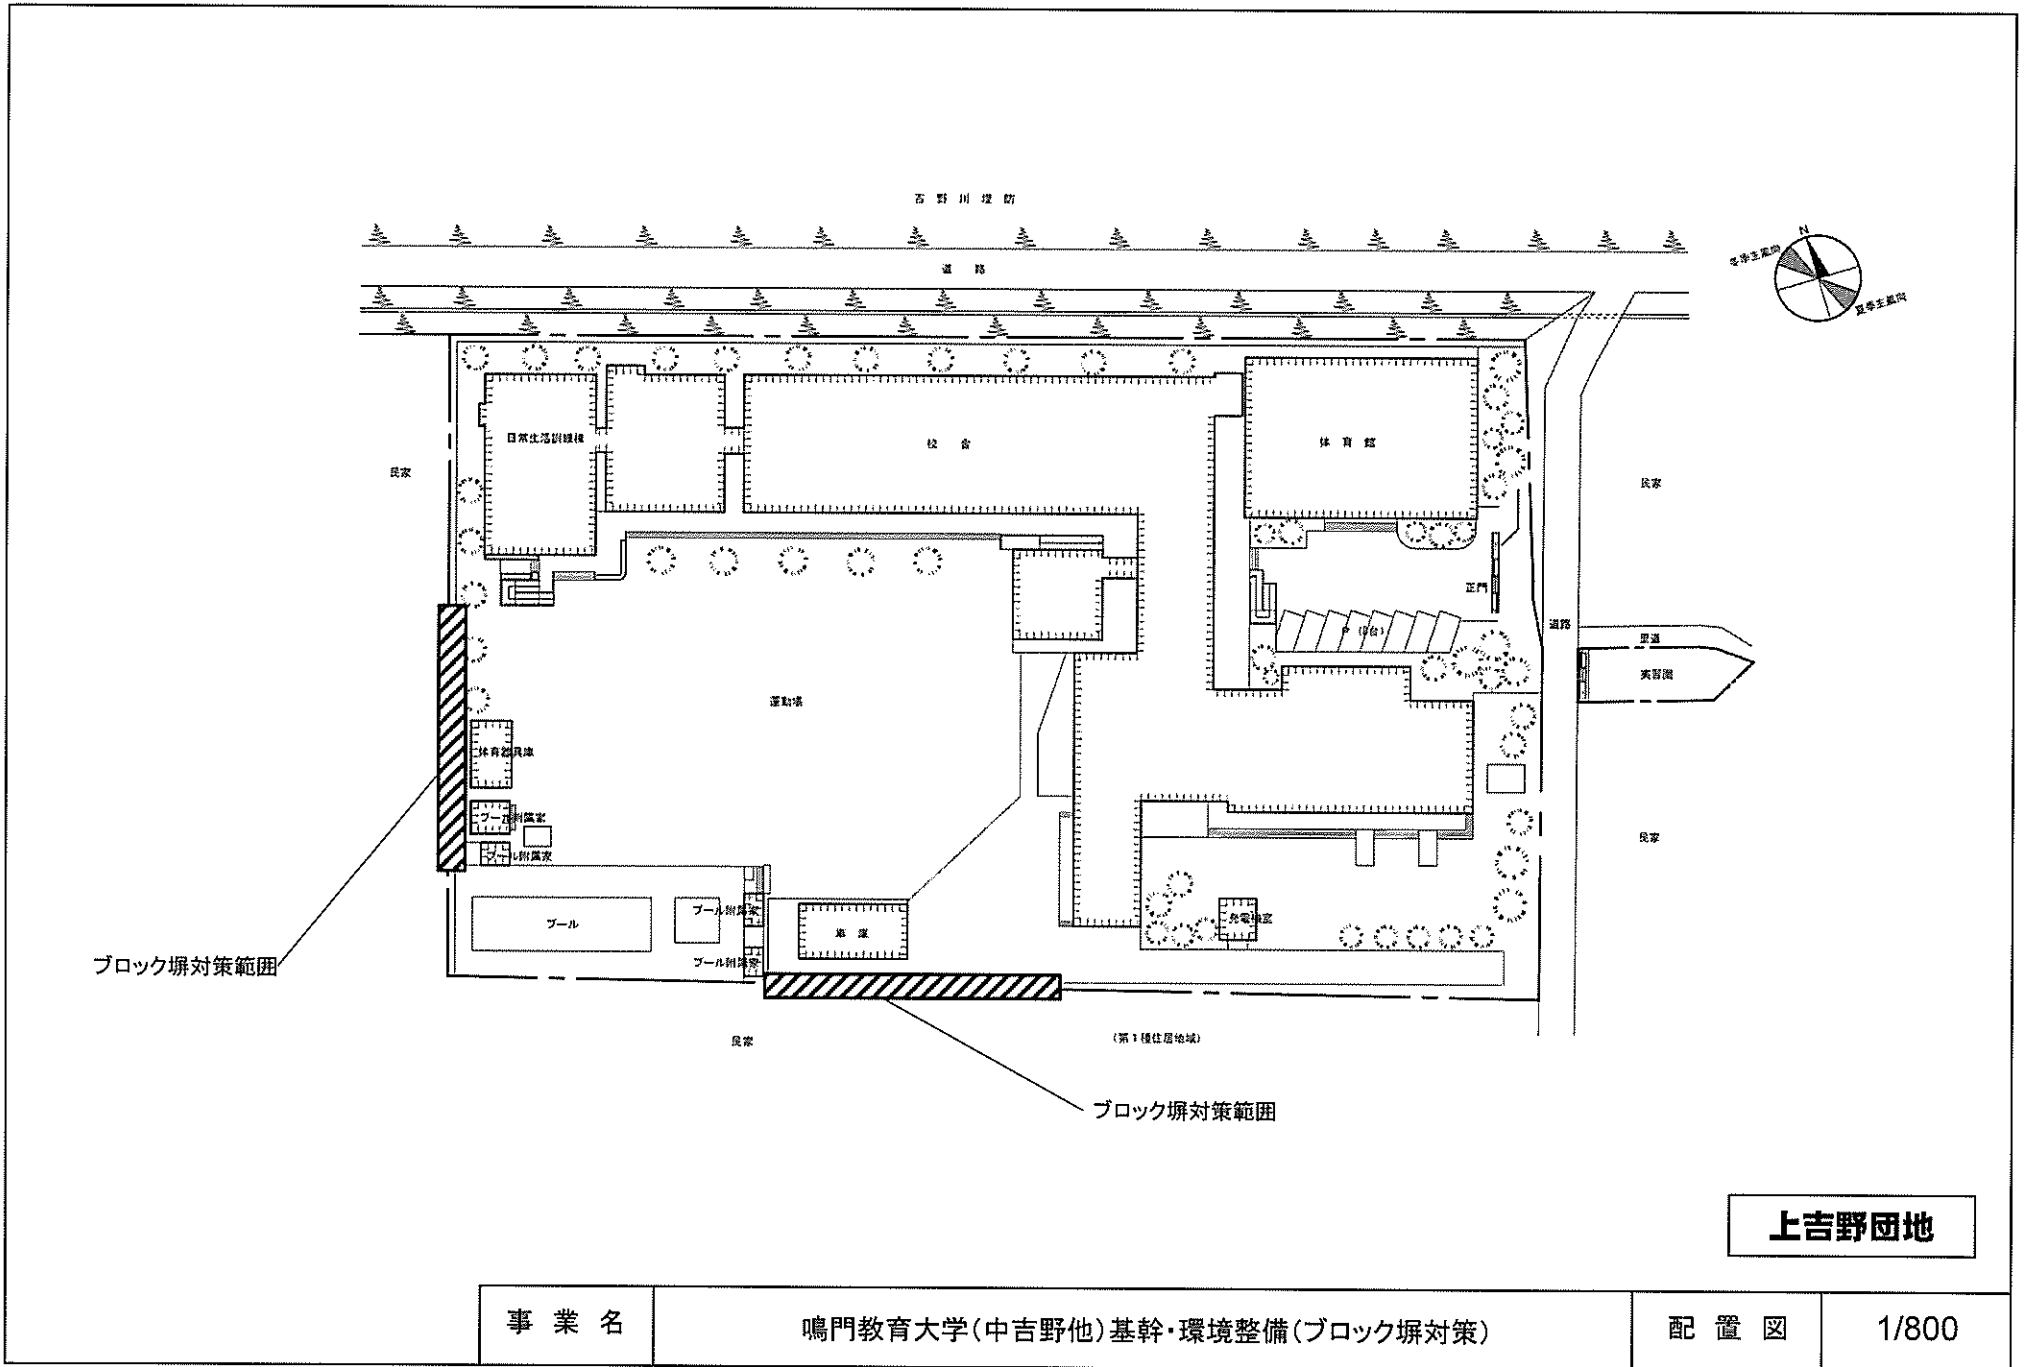 吉野川堤防
道路
N
冬季主風向
夏季主風向
日常生活訓練棟
校舎
体育館
民家
民家
正門
道路
里道
実習園
運動場
体育器具庫
プール附属家
プール附属家
民家
プール
プール附属家
車庫
発電機室
プール附属家
ブロック塀対策範囲
民家
(第1種住居地域)
ブロック塀対策範囲
上吉野団地
事業名
鳴門教育大学(中吉野他)基幹・環境整備(ブロック塀対策)
配置図
1/800